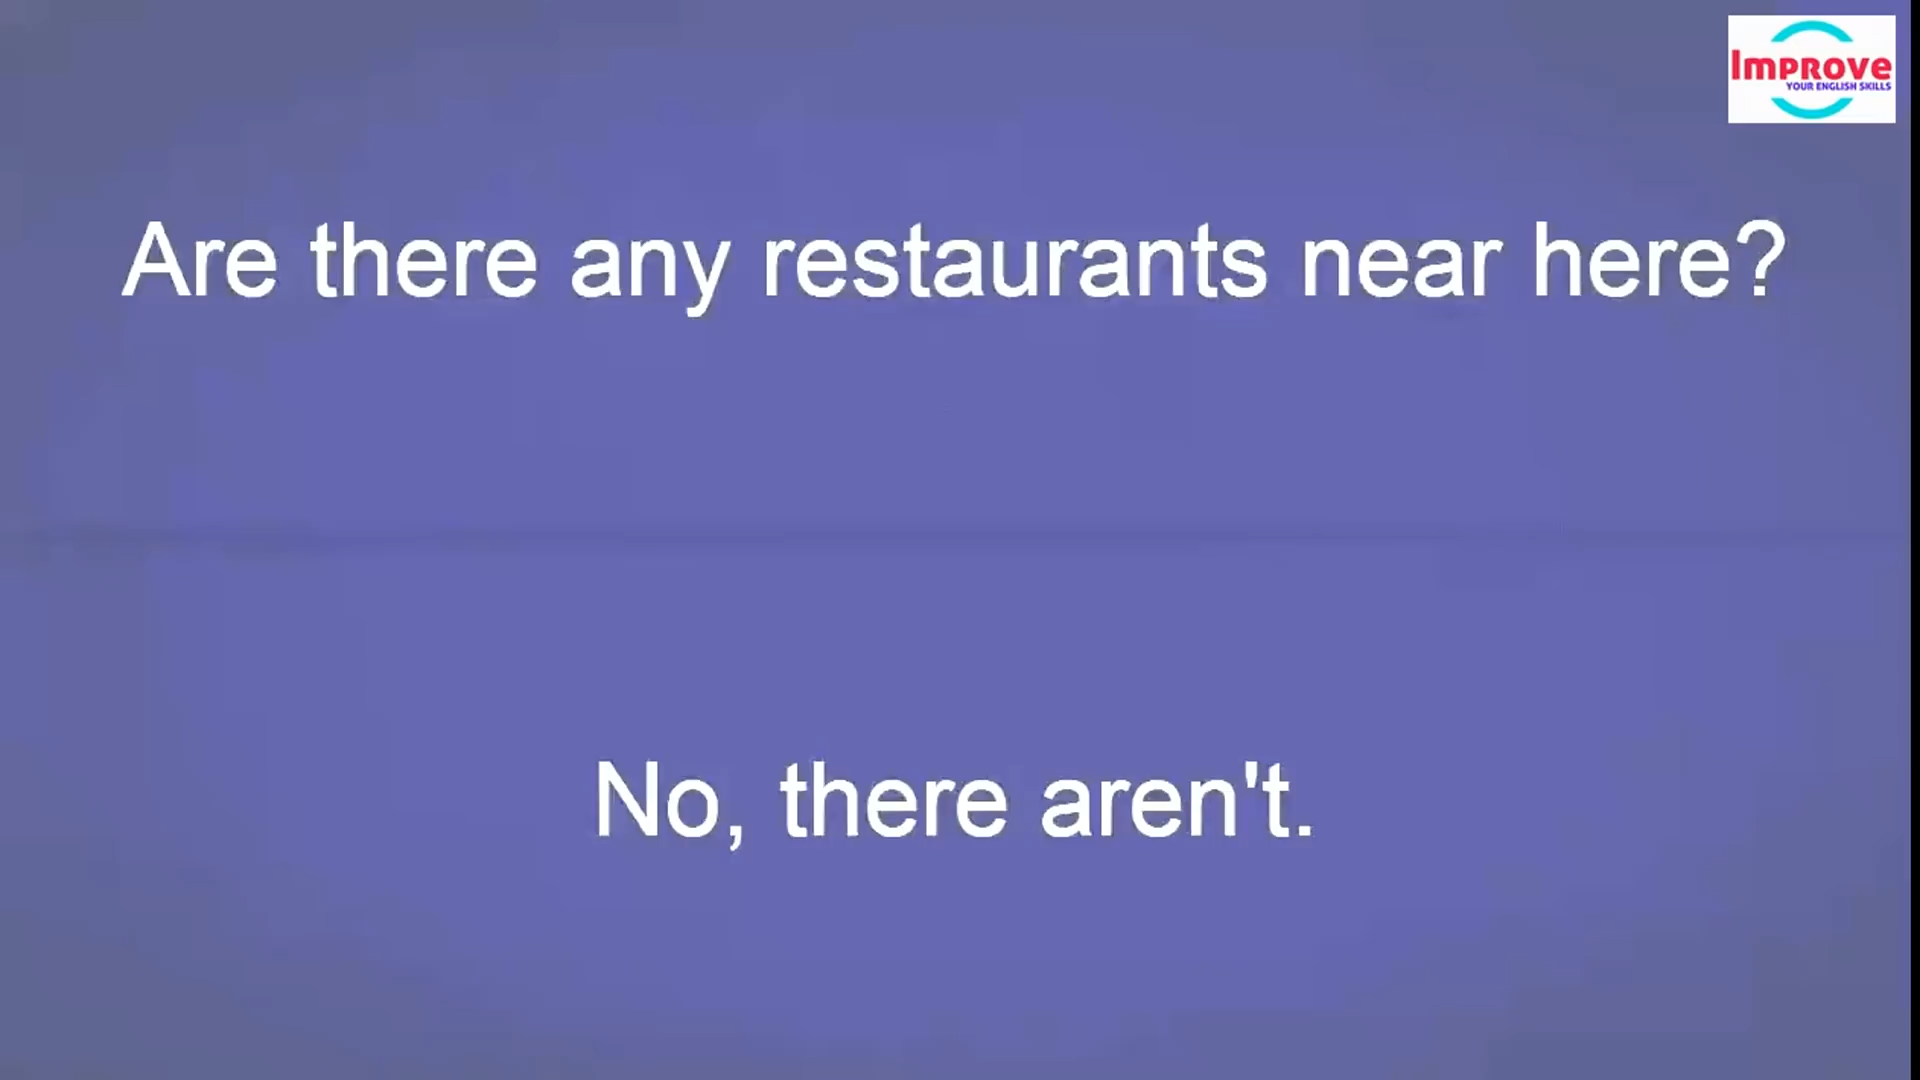 Improve
YOUR ENGLISH SKILLS
Are there any restaurants near here?
No, there aren't.